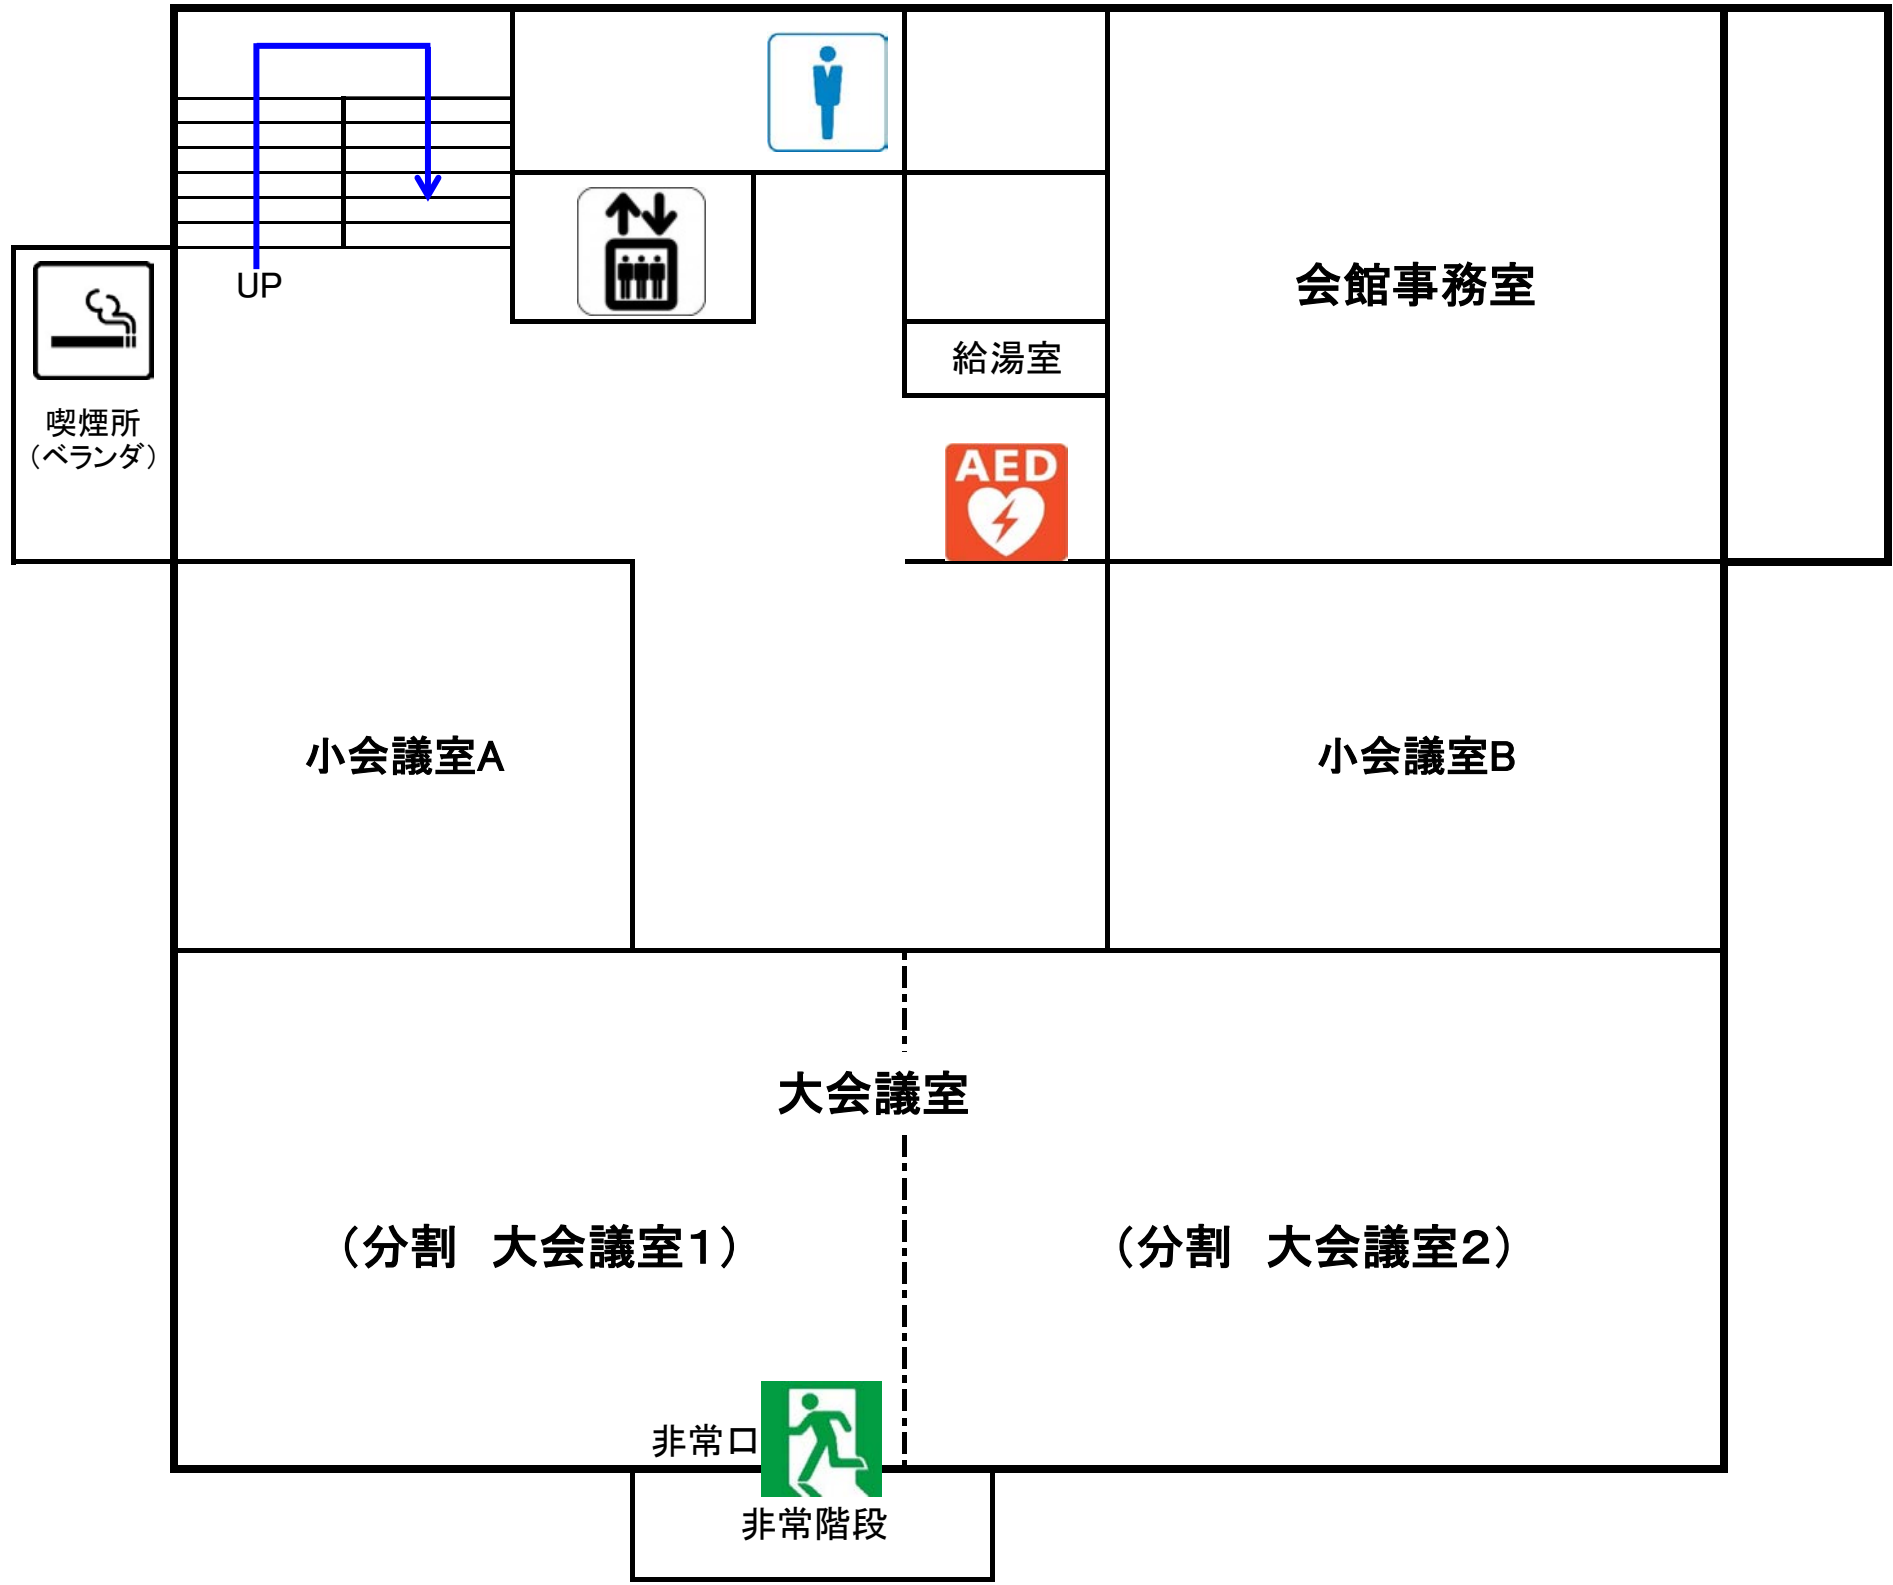 UP
会館事務室
給湯室
喫煙所
（ベランダ）
AED
小会議室A
小会議室B
大会議室
（分割　大会議室１）
（分割　大会議室２）
非常口
非常階段